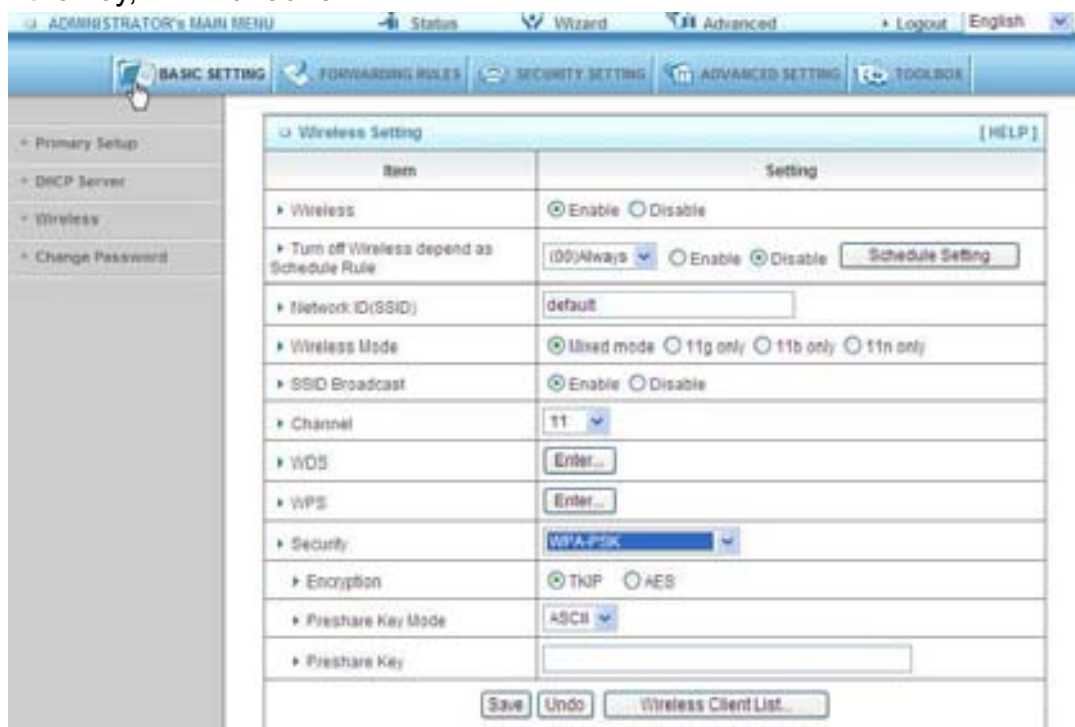 ADMINISTRATOR's MAIN MENU Status Wizard Advanced Logout English
BASIC SETTING FORWARDING RULES SECURITY SETTING ADVANCED SETTING TOOLBOX
Primary Setup
DHCP Server
Wireless
Change Password
Wireless Setting [HELP]
Item Setting
Wireless Enable Disable
Turn off Wireless depend as Schedule Rule (00)Always Enable Disable Schedule Setting
Network ID(SSID) default
Wireless Mode Mixed mode 11g only 11b only 11n only
SSID Broadcast Enable Disable
Channel 11
WDS Enter...
WPS Enter...
Security WPA-PSK
Encryption TKIP AES
Preshare Key Mode ASCII
Preshare Key
Save Undo Wireless Client List...